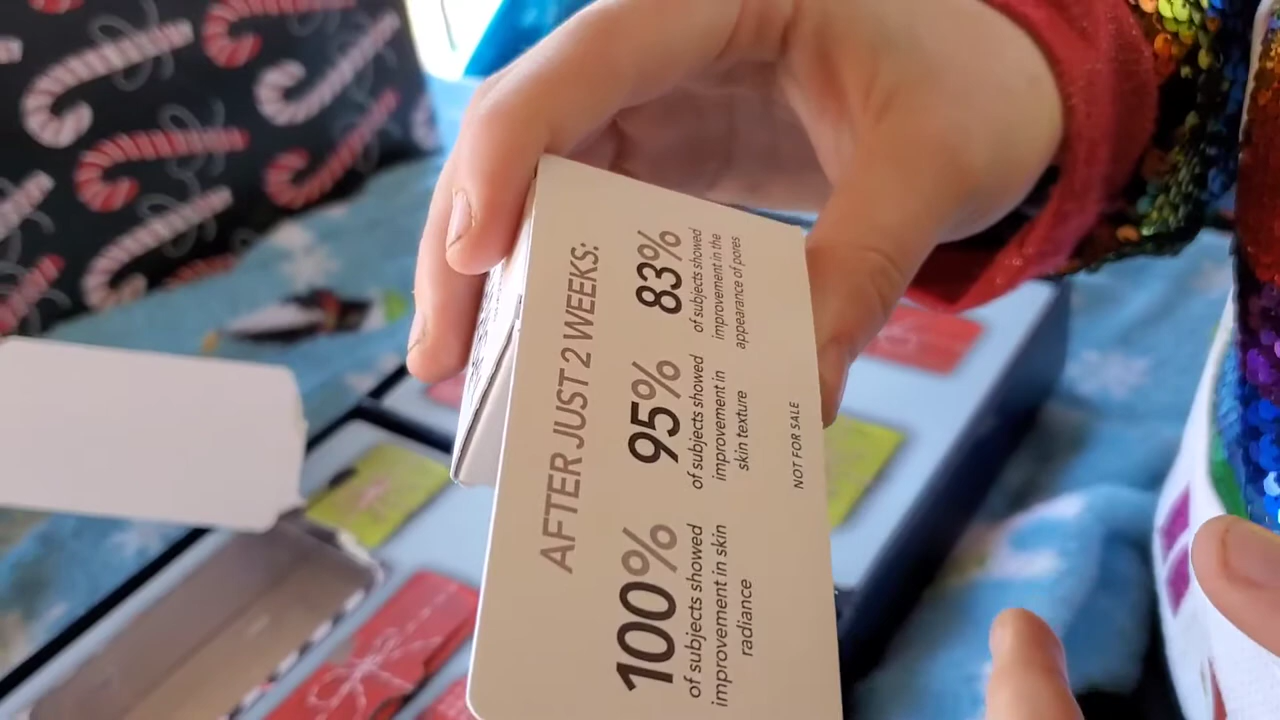 AFTER JUST 2 WEEKS:
100%
of subjects showed
improvement in skin
radiance
95%
of subjects showed
improvement in
skin texture
83%
of subjects showed
improvement in the
appearance of pores
NOT FOR SALE